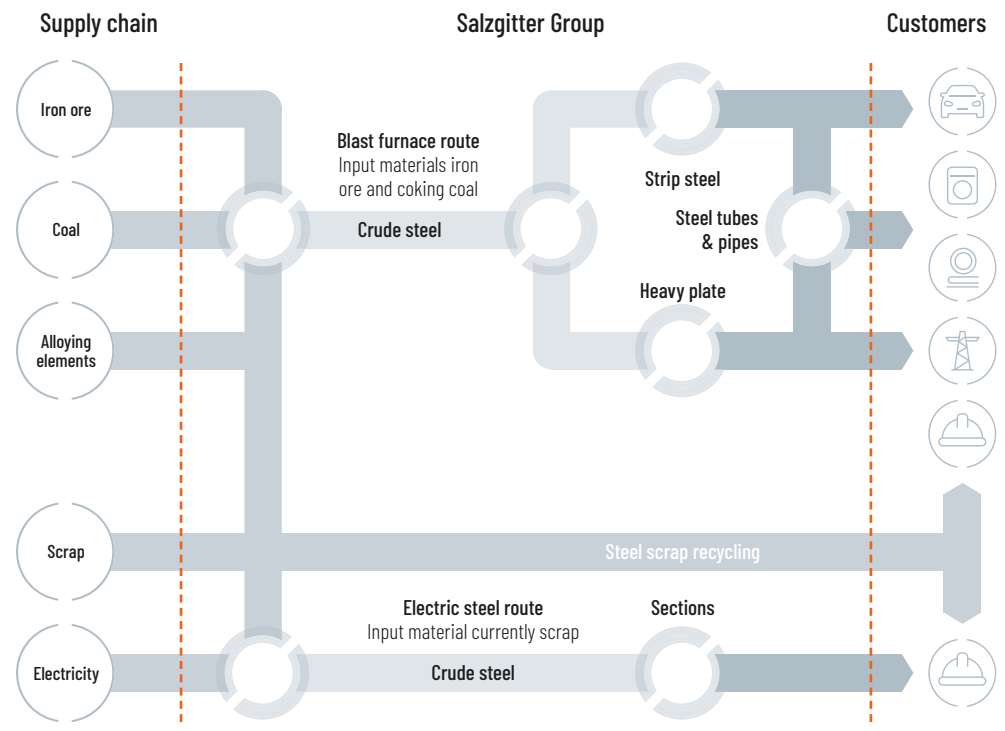 Supply chain
Salzgitter Group
Customers
Iron ore
Blast furnace route
Input materials iron
ore and coking coal
Strip steel
Coal
Crude steel
Steel tubes
& pipes
Heavy plate
Alloying
elements
Scrap
Steel scrap recycling
Electric steel route
Input material currently scrap
Sections
Electricity
Crude steel